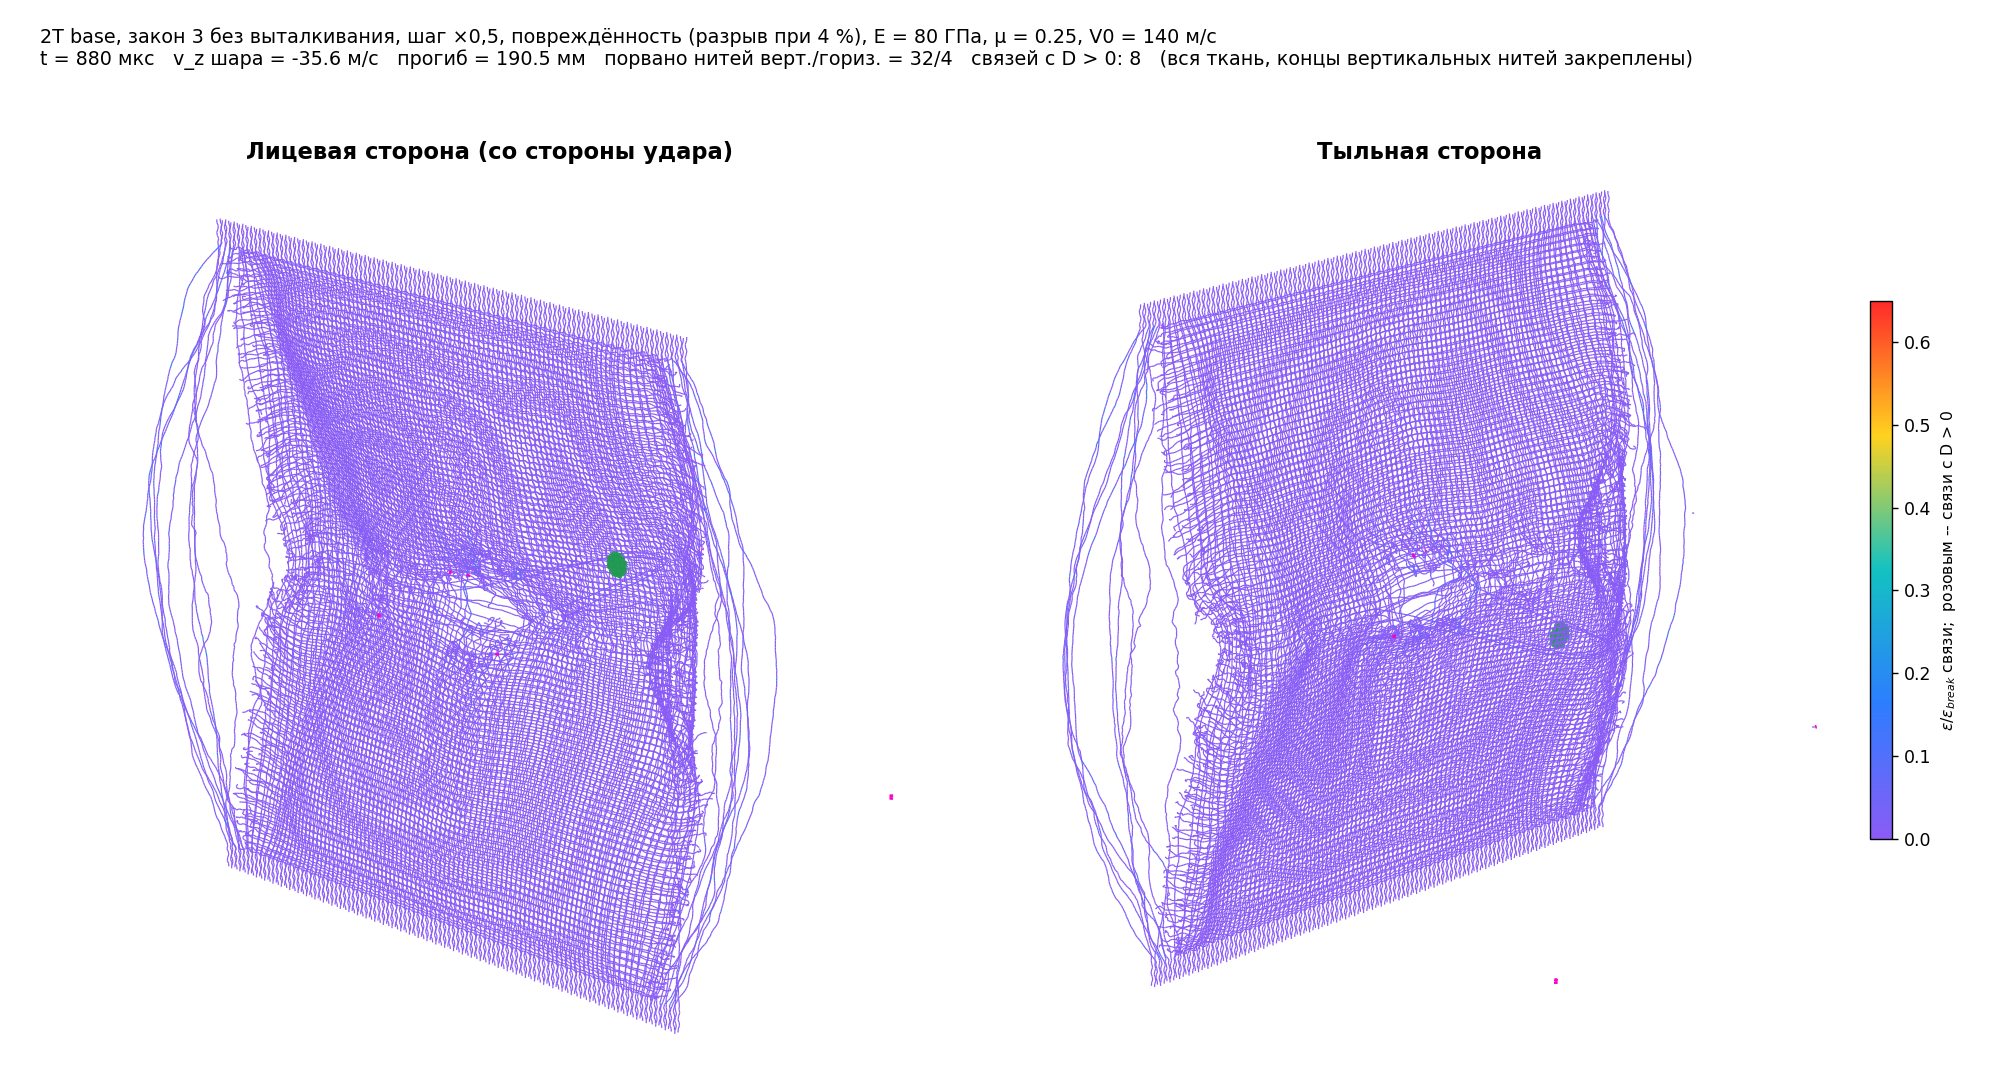 2T base, закон 3 без выталкивания, шаг ×0,5, повреждённость (разрыв при 4 %), E = 80 ГПа, μ = 0.25, V0 = 140 м/с
t = 880 мкс v_z шара = -35.6 м/с прогиб = 190.5 мм порвано нитей верт./гориз. = 32/4 связей с D > 0: 8 (вся ткань, концы вертикальных нитей закреплены)
Лицевая сторона (со стороны удара)
Тыльная сторона
0.6
0.5
0.4
0.3
0.2
0.1
0.0
ε/ε_break связи; розовым -- связи с D > 0